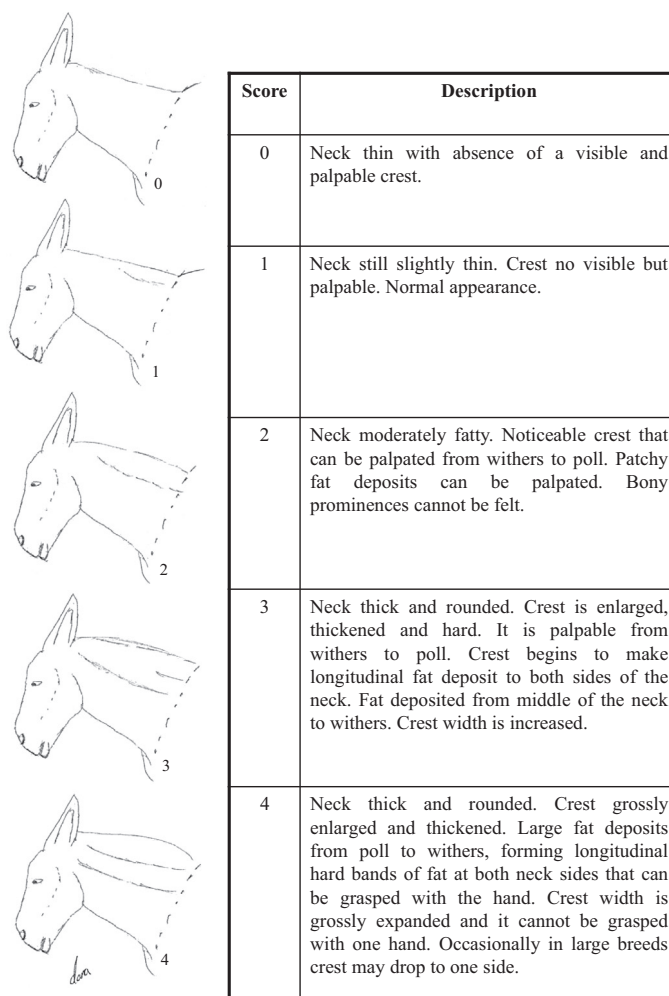 Score Description
0 Neck thin with absence of a visible and
palpable crest.
0
1 Neck still slightly thin. Crest no visible but
palpable. Normal appearance.
1
2 Neck moderately fatty. Noticeable crest that
can be palpated from withers to poll. Patchy
fat deposits can be palpated. Bony
prominences cannot be felt.
2
3 Neck thick and rounded. Crest is enlarged,
thickened and hard. It is palpable from
withers to poll. Crest begins to make
longitudinal fat deposit to both sides of the
neck. Fat deposited from middle of the neck
to withers. Crest width is increased.
3
4 Neck thick and rounded. Crest grossly
enlarged and thickened. Large fat deposits
from poll to withers, forming longitudinal
hard bands of fat at both neck sides that can
be grasped with the hand. Crest width is
grossly expanded and it cannot be grasped
with one hand. Occasionally in large breeds
crest may drop to one side.
4